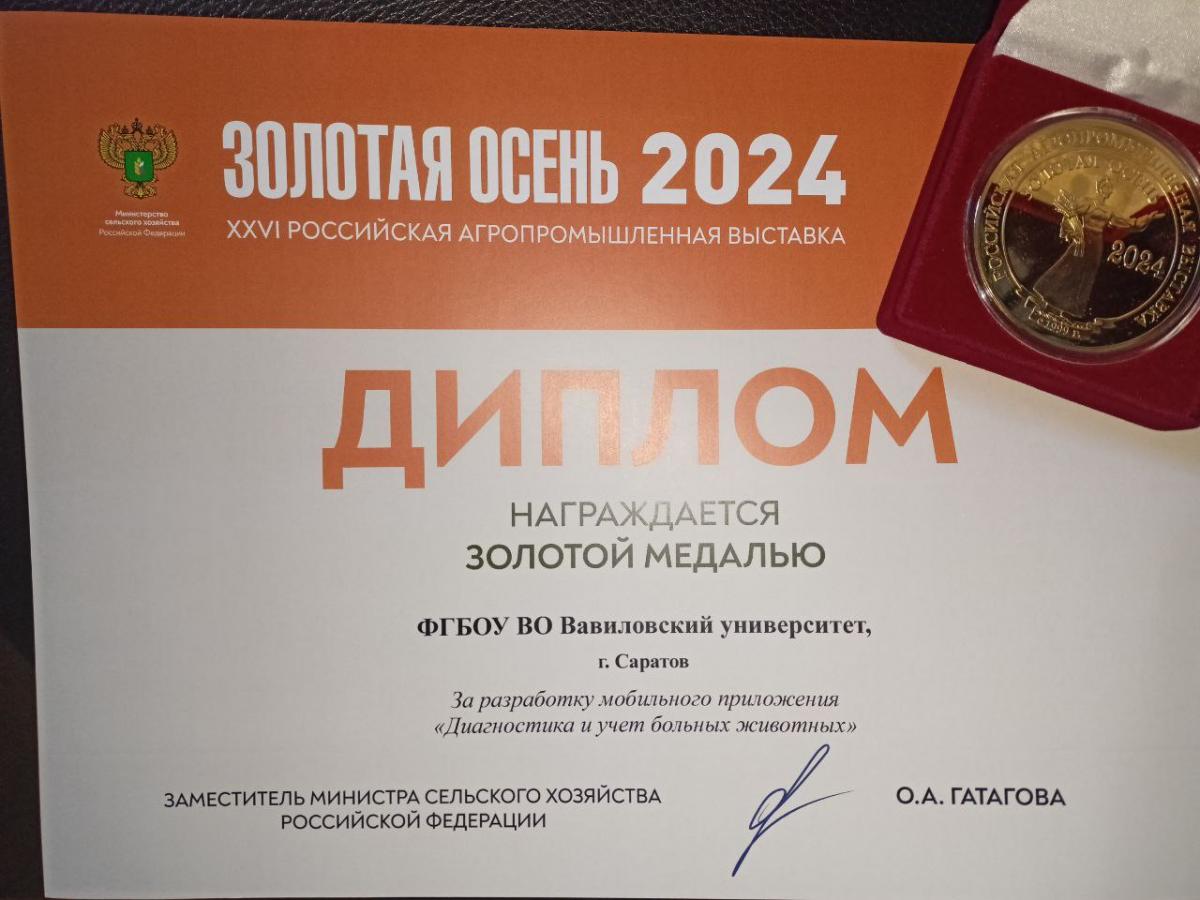 ЗОЛОТАЯ ОСЕНЬ 2024
XXVI РОССИЙСКАЯ АГРОПРОМЫШЛЕННАЯ ВЫСТАВКА
Министерство
сельского хозяйства
Российской Федерации
РОССИЙСКАЯ АГРОПРОМЫШЛЕННАЯ ВЫСТАВКА
ЗОЛОТАЯ ОСЕНЬ
2024
с 1999 г.
ДИПЛОМ
НАГРАЖДАЕТСЯ
ЗОЛОТОЙ МЕДАЛЬЮ
ФГБОУ ВО Вавиловский университет,
г. Саратов
За разработку мобильного приложения
«Диагностика и учет больных животных»
ЗАМЕСТИТЕЛЬ МИНИСТРА СЕЛЬСКОГО ХОЗЯЙСТВА
РОССИЙСКОЙ ФЕДЕРАЦИИ
О.А. ГАТАГОВА